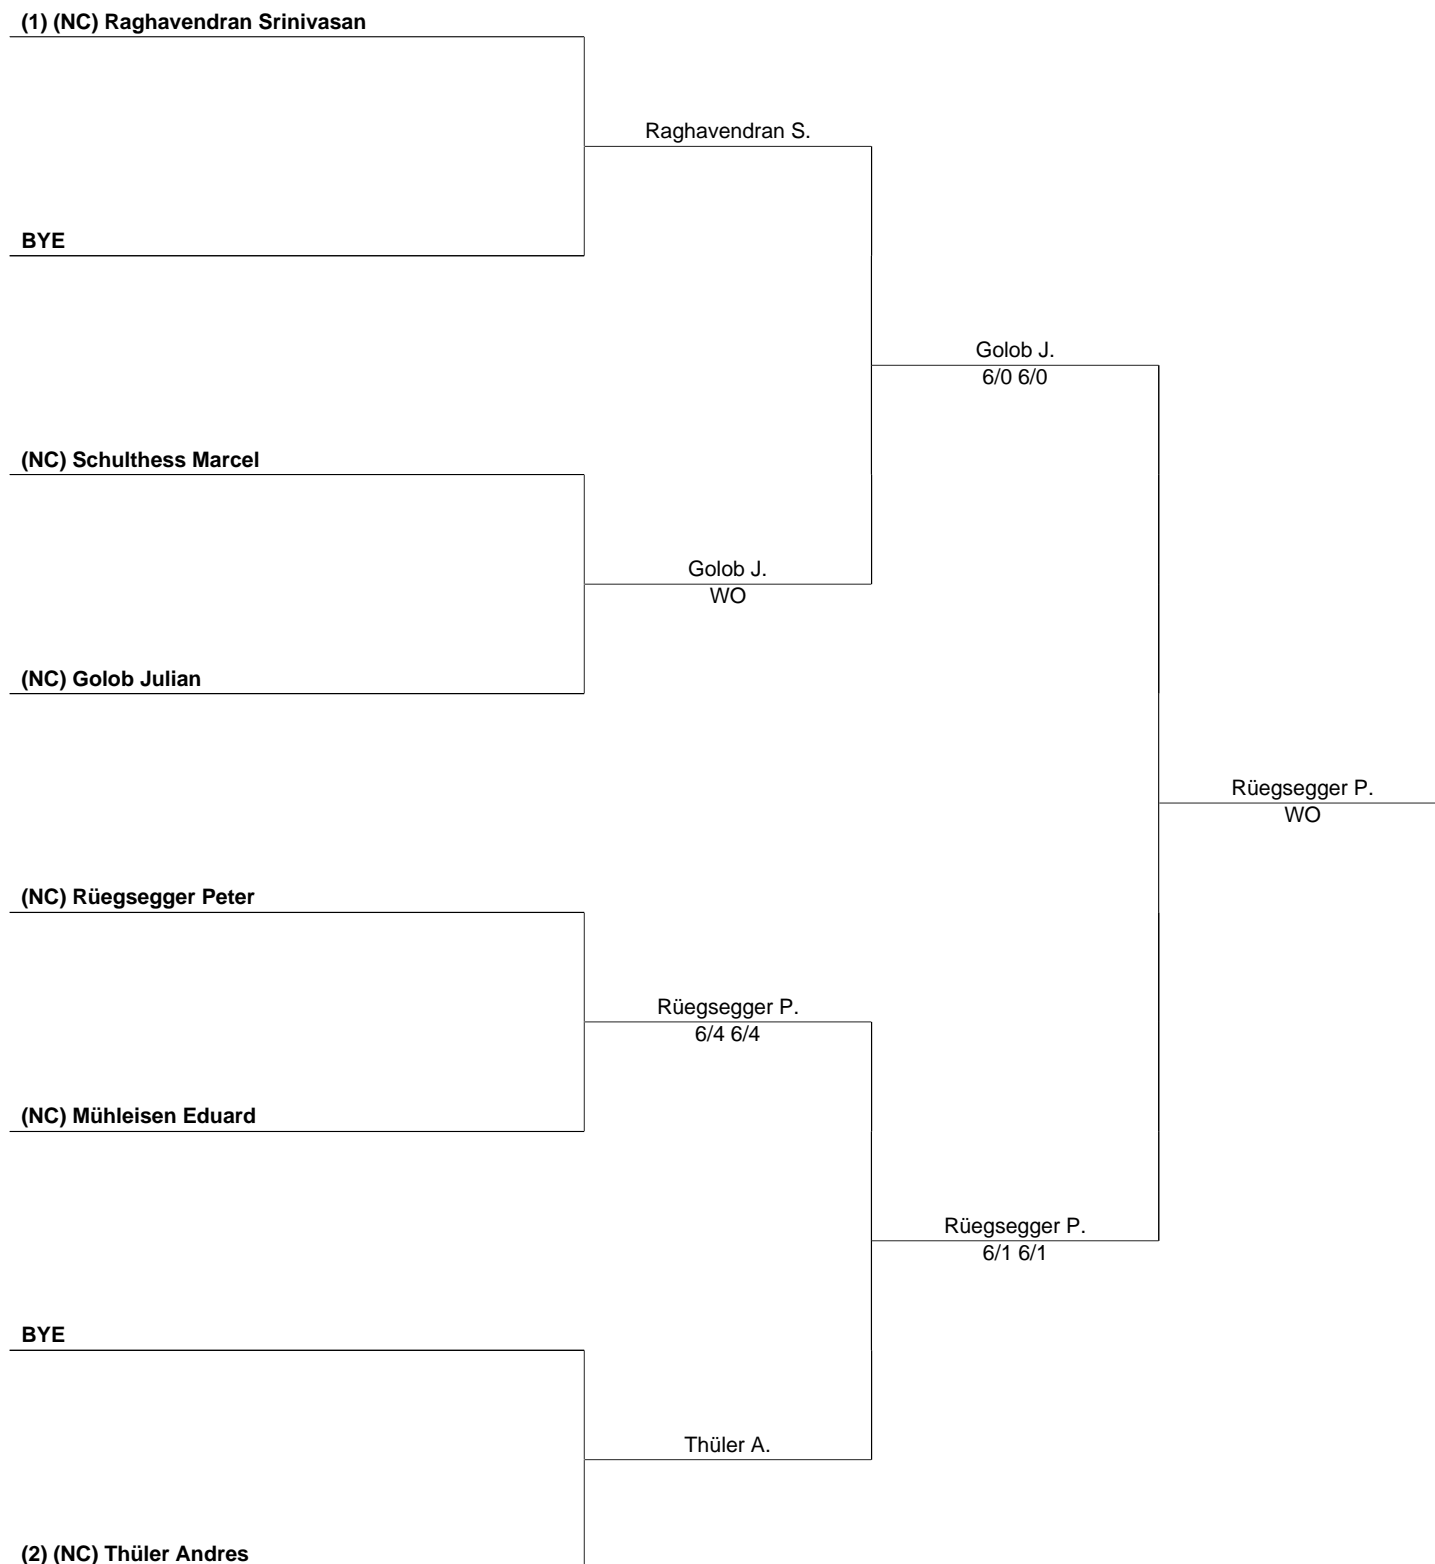 (1) (NC) Raghavendran Srinivasan
Raghavendran S.
BYE
Golob J.
6/0 6/0
(NC) Schulthess Marcel
Golob J.
WO
(NC) Golob Julian
Rüegsegger P.
WO
(NC) Rüegsegger Peter
Rüegsegger P.
6/4 6/4
(NC) Mühleisen Eduard
Rüegsegger P.
6/1 6/1
BYE
Thüler A.
(2) (NC) Thüler Andres